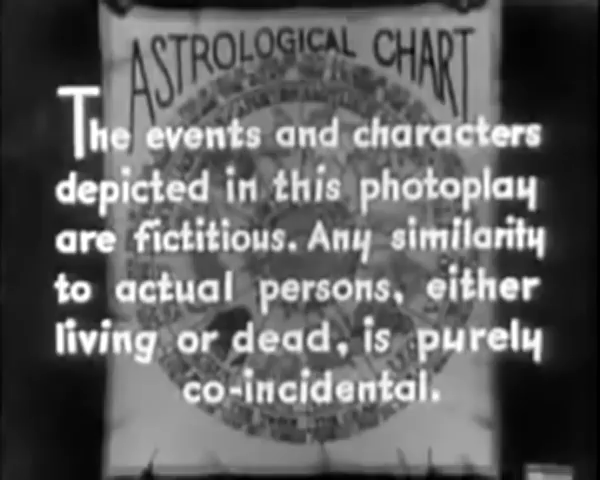 ASTROLOGICAL CHART
The events and characters
depicted in this photoplay
are fictitious. Any similarity
to actual persons, either
living or dead, is purely
co-incidental.